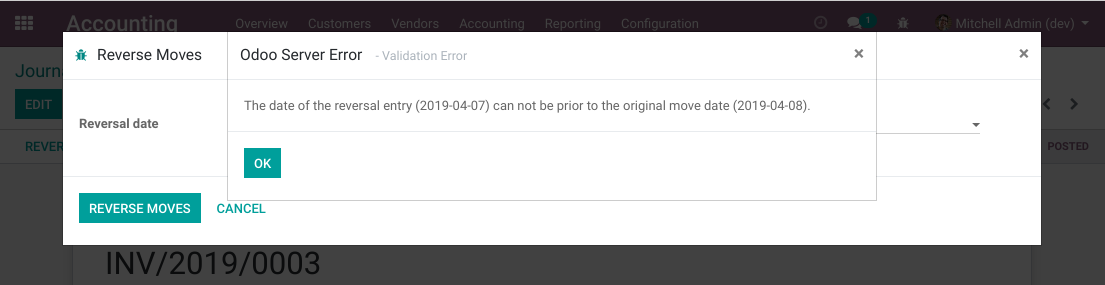 Accounting Overview Customers Vendors Accounting Reporting Configuration 1 Mitchell Admin (dev)
Reverse Moves
Odoo Server Error - Validation Error × ×
Journa
EDIT
The date of the reversal entry (2019-04-07) can not be prior to the original move date (2019-04-08).
Reversal date
REVER
POSTED
OK
REVERSE MOVES CANCEL
INV/2019/0003